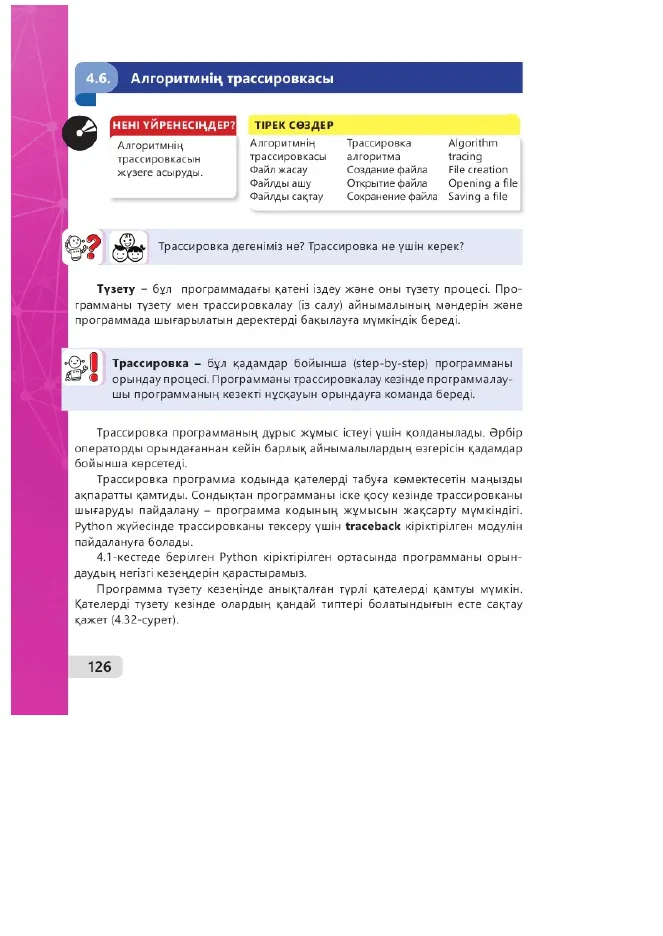 4.6. Алгоритмнің трассировкасы
НЕНІ ҮЙРЕНЕСІҢДЕР?
Алгоритмнің
трассировкасын
жүзеге асыруды.
ТІРЕК СӨЗДЕР
Алгоритмнің
трассировкасы
Файл жасау
Файлды ашу
Файлды сақтау
Трассировка
алгоритма
Создание файла
Открытие файла
Сохранение файла
Algorithm
tracing
File creation
Opening a file
Saving a file
Трассировка дегеніміз не? Трассировка не үшін керек?
Түзету – бұл программадағы қатені іздеу және оны түзету процесі. Про-
грамманы түзету мен трассировкалау (із салу) айнымалының мәндерін және
программада шығарылатын деректерді бақылауға мүмкіндік береді.
Трассировка – бұл қадамдар бойынша (step-by-step) программаны
орындау процесі. Программаны трассировкалау кезінде программалау-
шы программаның кезекті нұсқауын орындауға команда береді.
Трассировка программаның дұрыс жұмыс істеуі үшін қолданылады. Әрбір
операторды орындағаннан кейін барлық айнымалылардың өзгерісін қадамдар
бойынша көрсетеді.
Трассировка программа кодында қателерді табуға көмектесетін маңызды
ақпаратты қамтиды. Сондықтан программаны іске қосу кезінде трассировканы
шығаруды пайдалану – программа кодының жұмысын жақсарту мүмкіндігі.
Python жүйесінде трассировканы тексеру үшін traceback кіріктірілген модулін
пайдалануға болады.
4.1-кестеде берілген Python кіріктірілген ортасында программаны орын-
даудың негізгі кезеңдерін қарастырамыз.
Программа түзету кезеңінде анықталған түрлі қателерді қамтуы мүмкін.
Қателерді түзету кезінде олардың қандай типтері болатындығын есте сақтау
қажет (4.32-сурет).
126